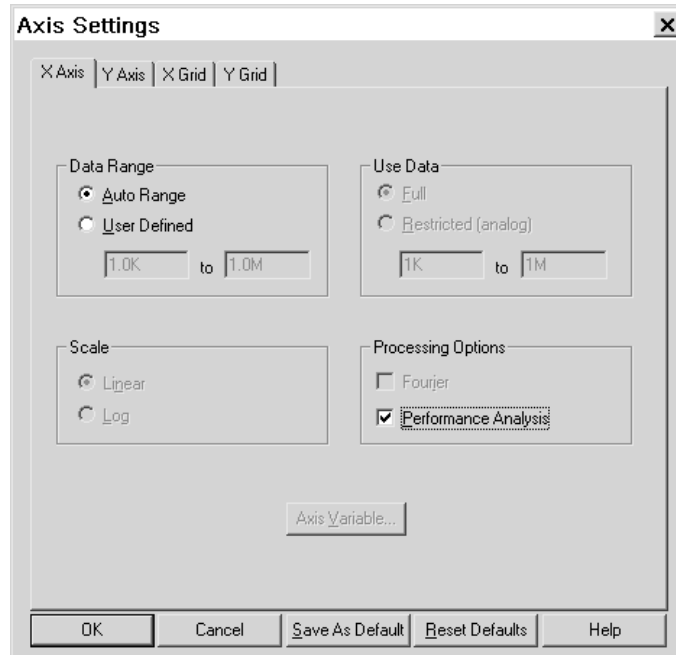 Axis Settings
X Axis Y Axis X Grid Y Grid
Data Range
Auto Range
User Defined
1.0K to 1.0M
Use Data
Full
Restricted (analog)
1K to 1M
Scale
Linear
Log
Processing Options
Fourier
Performance Analysis
Axis Variable...
OK Cancel Save As Default Reset Defaults Help